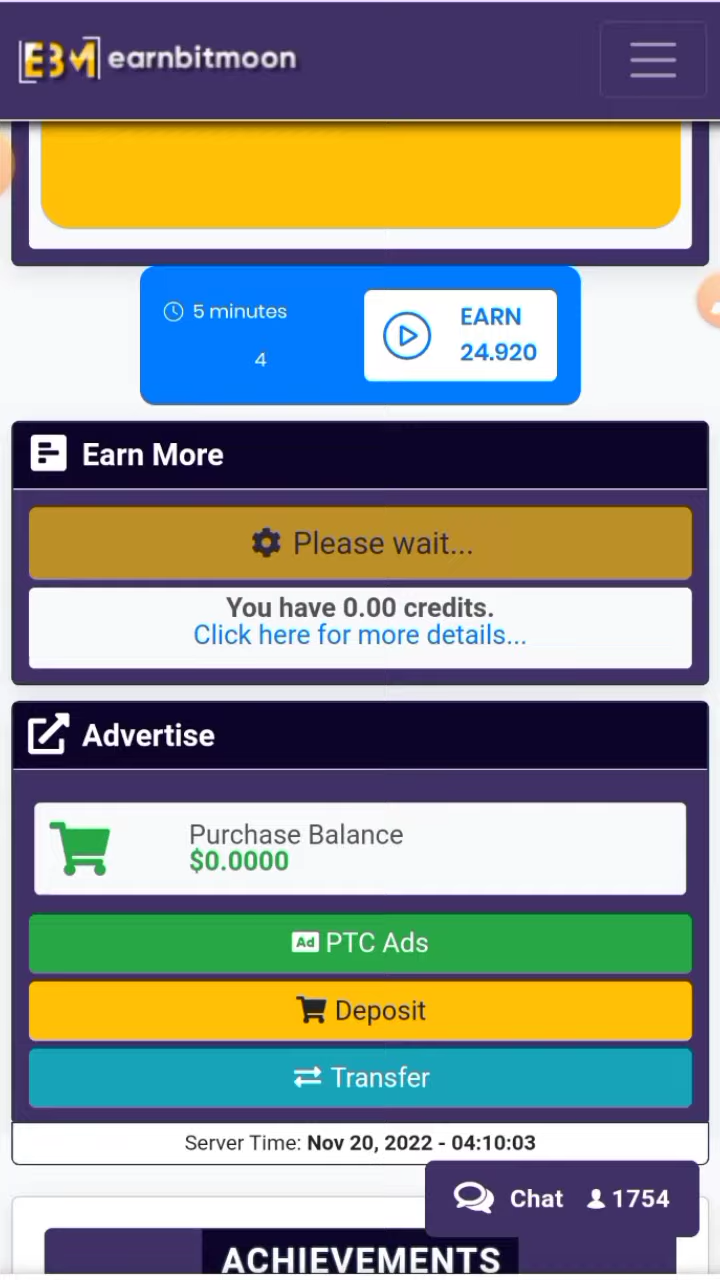 EBM earnbitmoon
5 minutes
4
EARN
24.920
Earn More
Please wait...
You have 0.00 credits.
Click here for more details...
Advertise
Purchase Balance
$0.0000
Ad PTC Ads
Deposit
Transfer
Server Time: Nov 20, 2022 - 04:10:03
Chat 1754
ACHIEVEMENTS